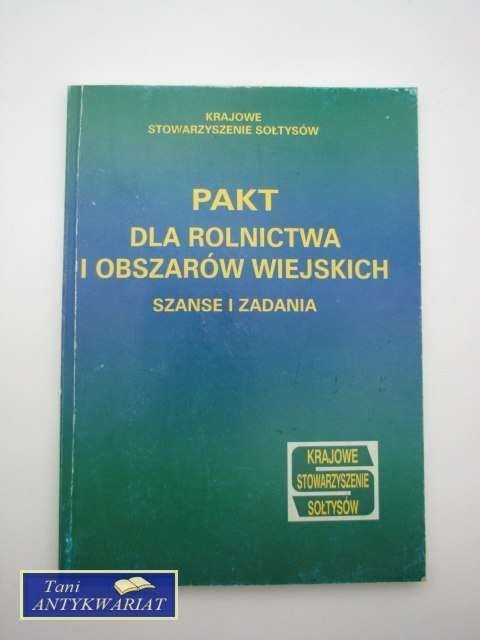 KRAJOWE
STOWARZYSZENIE SOŁTYSÓW
PAKT
DLA ROLNICTWA
I OBSZARÓW WIEJSKICH
SZANSE I ZADANIA
KRAJOWE
STOWARZYSZENIE
SOŁTYSÓW
Tani
ANTYKWARIAT